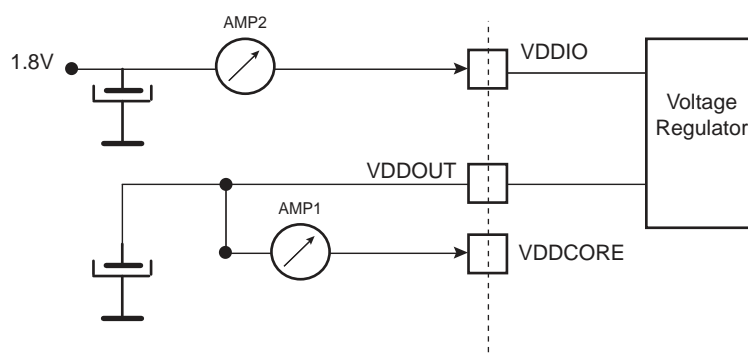 AMP2
1.8V
VDDIO
Voltage
Regulator
VDDOUT
AMP1
VDDCORE